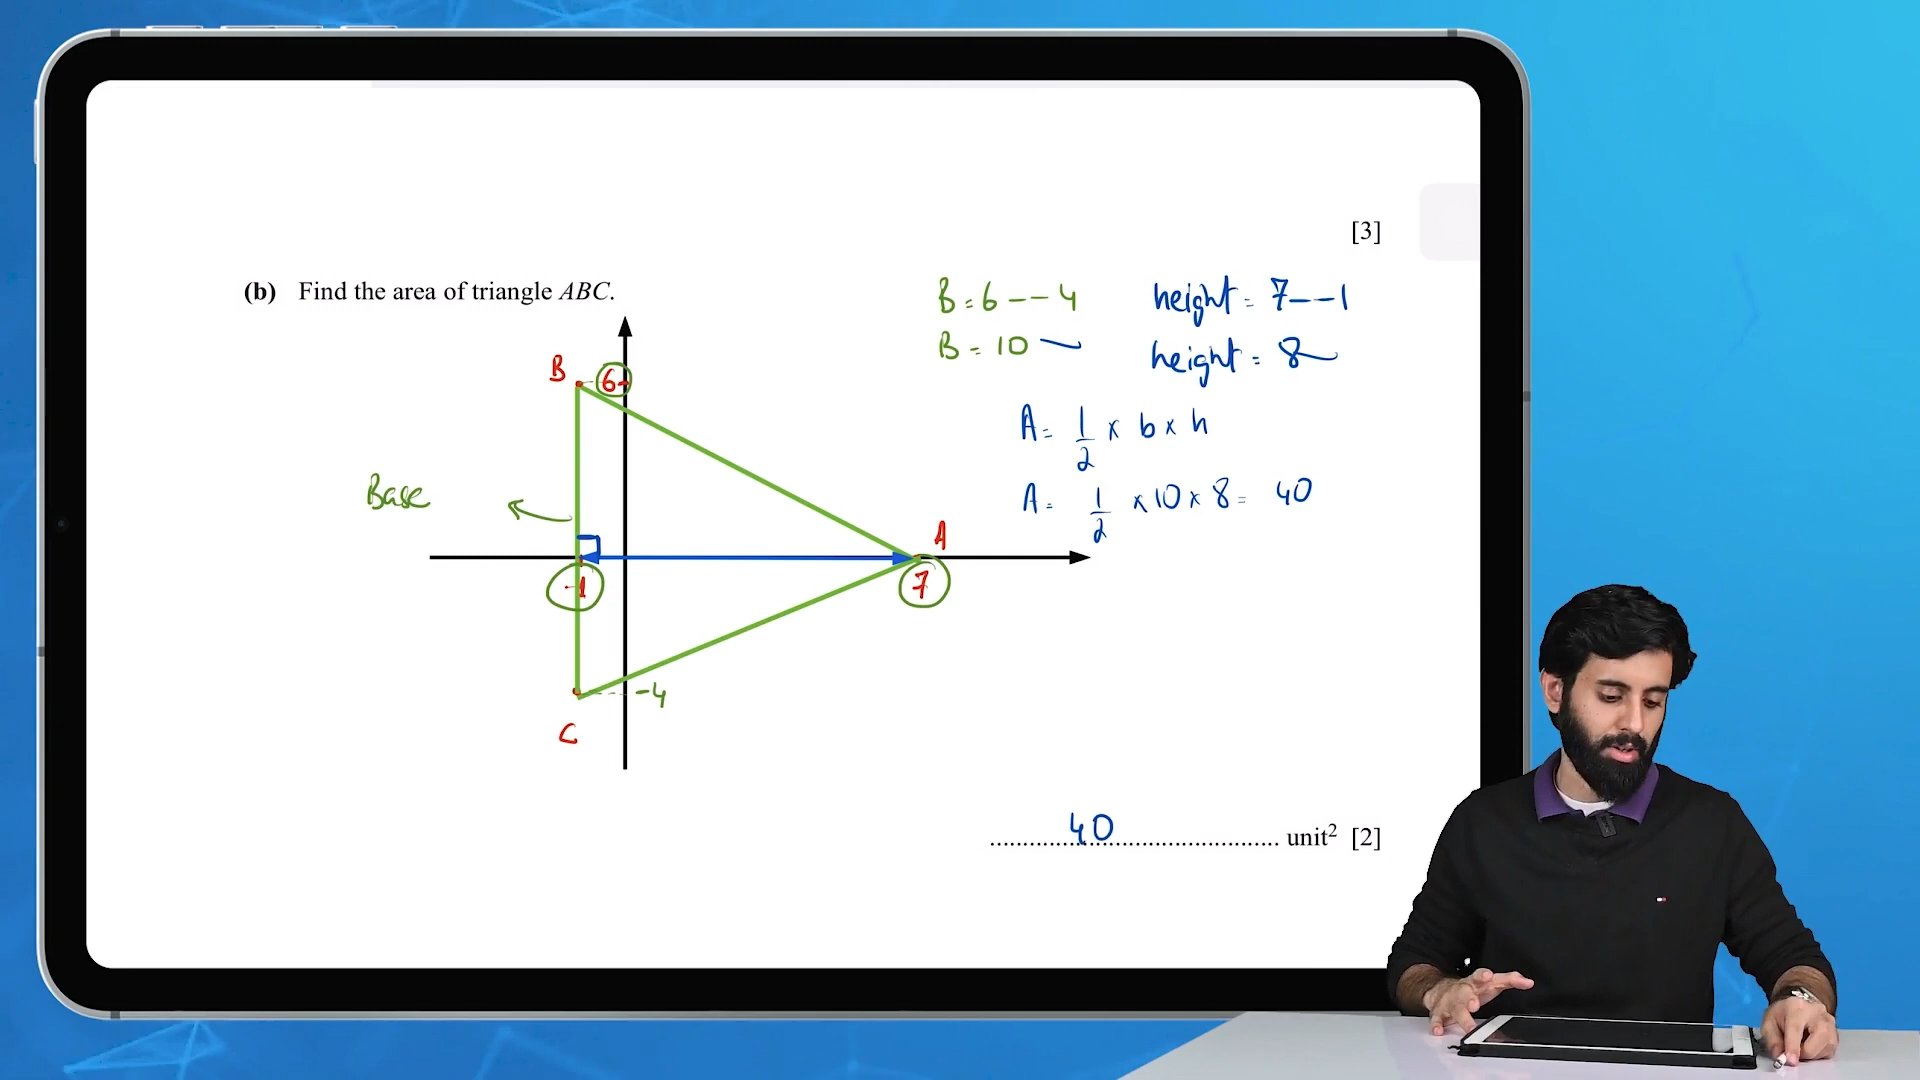 [3]
(b) Find the area of triangle ABC.
B = 6 - - 4
B = 10
height = 7 - - 1
height = 8
A = 1/2 × b × h
A = 1/2 × 10 × 8 = 40
B
6
Base
A
-1
7
-4
C
40 unit² [2]